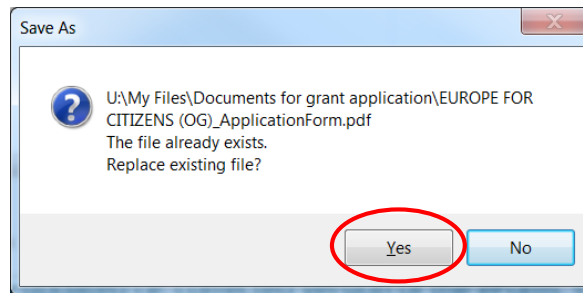 Save As
U:\My Files\Documents for grant application\EUROPE FOR
CITIZENS (OG)_ApplicationForm.pdf
The file already exists.
Replace existing file?
Yes
No